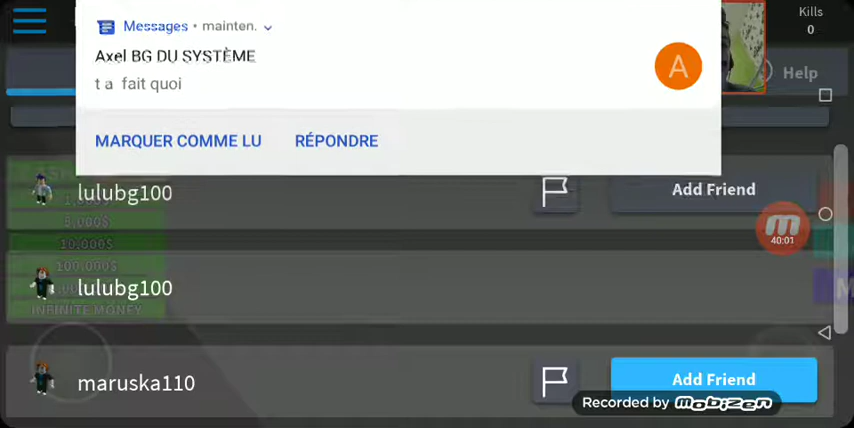 Kills
0
Messages • mainten.
Axel BG DU SYSTÈME
t a fait quoi
A
Help
MARQUER COMME LU RÉPONDRE
lulubg100
Add Friend
5.000$
10.000$
40:01
100.000$
lulubg100
INFINITE MONEY
maruska110
Add Friend
Recorded by mobizen